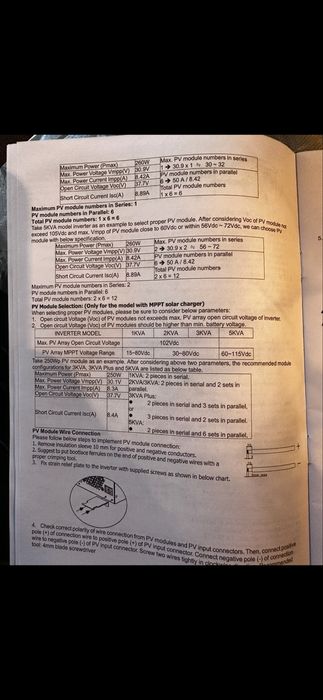 Maximum Power (Pmax) 260W Max. PV module numbers in series
Max. Power Voltage Vmpp(V) 30.9V 1 → 30.9 x 1 ≒ 30~32
Max. Power Current Impp(A) 8.42A PV module numbers in parallel
Open Circuit Voltage Voc(V) 37.7V 6 → 50 A / 8.42
Short Circuit Current Isc(A) 8.89A Total PV module numbers
1 x 6 = 6
Maximum PV module numbers in Series: 1
PV module numbers in Parallel: 6
Total PV module numbers: 1 x 6 = 6
Take 5KVA model inverter as an example to select proper PV module. After considering Voc of PV module not
exceed 105Vdc and max. Vmpp of PV module close to 60Vdc or within 56Vdc ~ 72Vdc, we can choose PV
module with below specification.
Maximum Power (Pmax) 260W Max. PV module numbers in series
Max. Power Voltage Vmpp(V) 30.9V 2 → 30.9 x 2 ≒ 56 ~ 72
Max. Power Current Impp(A) 8.42A PV module numbers in parallel
Open Circuit Voltage Voc(V) 37.7V 6 → 50 A / 8.42
Short Circuit Current Isc(A) 8.89A Total PV module numbers
2 x 6 = 12
Maximum PV module numbers in Series: 2
PV module numbers in Parallel: 6
Total PV module numbers: 2 x 6 = 12
PV Module Selection: (Only for the model with MPPT solar charger)
When selecting proper PV modules, please be sure to consider below parameters:
1. Open circuit Voltage (Voc) of PV modules not exceeds max. PV array open circuit voltage of inverter.
2. Open circuit Voltage (Voc) of PV modules should be higher than min. battery voltage.
INVERTER MODEL 1KVA 2KVA 3KVA 5KVA
Max. PV Array Open Circuit Voltage 102Vdc
PV Array MPPT Voltage Range 15~80Vdc 30~80Vdc 60~115Vdc
Take 250Wp PV module as an example. After considering above two parameters, the recommended module
configurations for 3KVA, 3KVA Plus and 5KVA are listed as below table.
Maximum Power (Pmax) 250W 1KVA: 2 pieces in serial.
Max. Power Voltage Vmpp(V) 30.1V 2KVA/3KVA: 2 pieces in serial and 2 sets in
Max. Power Current Impp(A) 8.3A parallel.
Open Circuit Voltage Voc(V) 37.7V 3KVA Plus:
Short Circuit Current Isc(A) 8.4A • 2 pieces in serial and 3 sets in parallel,
or
• 3 pieces in serial and 2 sets in parallel.
5KVA:
• 2 pieces in serial and 6 sets in parallel,
PV Module Wire Connection
Please follow below steps to implement PV module connection:
1. Remove insulation sleeve 10 mm for positive and negative conductors.
2. Suggest to put bootlace ferrules on the end of positive and negative wires with a
proper crimping tool.
3. Fix strain relief plate to the inverter with supplied screws as shown in below chart.
+
-
4. Check correct polarity of wire connection from PV modules and PV input connectors. Then, connect positive
pole (+) of connection wire to positive pole (+) of PV input connector. Connect negative pole (-) of connection
wire to negative pole (-) of PV input connector. Screw two wires tightly in
tool: 4mm blade screwdriver
5.